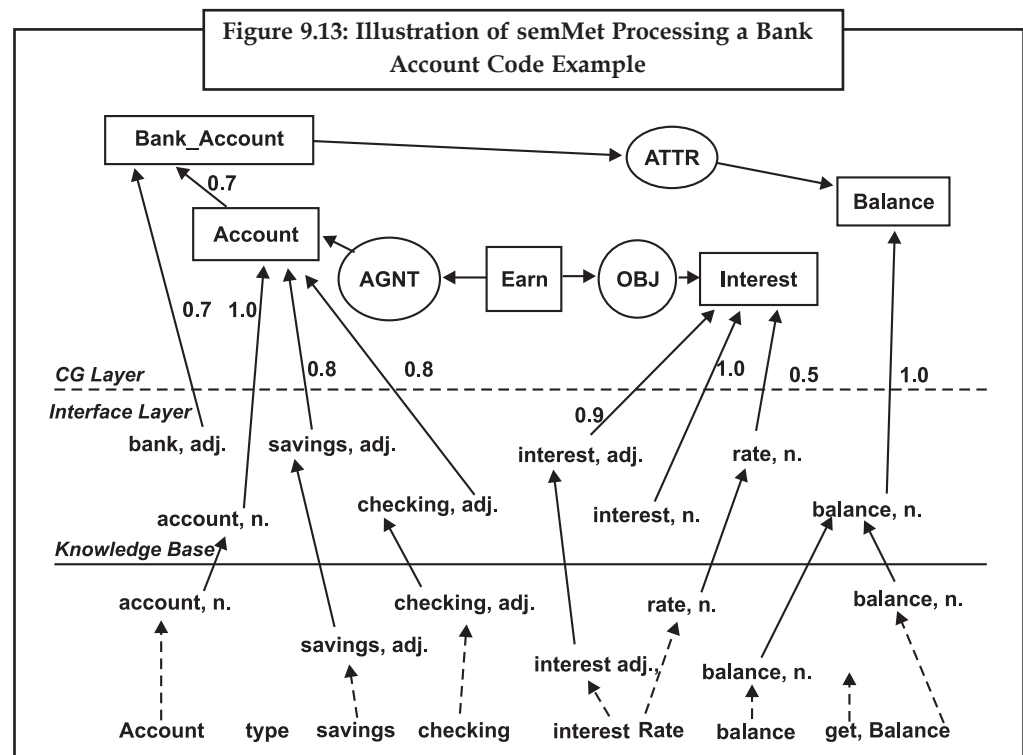 Figure 9.13: Illustration of semMet Processing a Bank
Account Code Example
Bank_Account
ATTR
0.7
Balance
Account
AGNT
Earn
OBJ
Interest
0.7 1.0
0.8 0.8 1.0 0.5 1.0
CG Layer
Interface Layer
0.9
bank, adj. savings, adj. interest, adj. rate, n.
account, n. checking, adj. interest, n. balance, n.
Knowledge Base
account, n. checking, adj. rate, n. balance, n.
savings, adj. interest adj., balance, n.
Account type savings checking interest Rate balance get, Balance